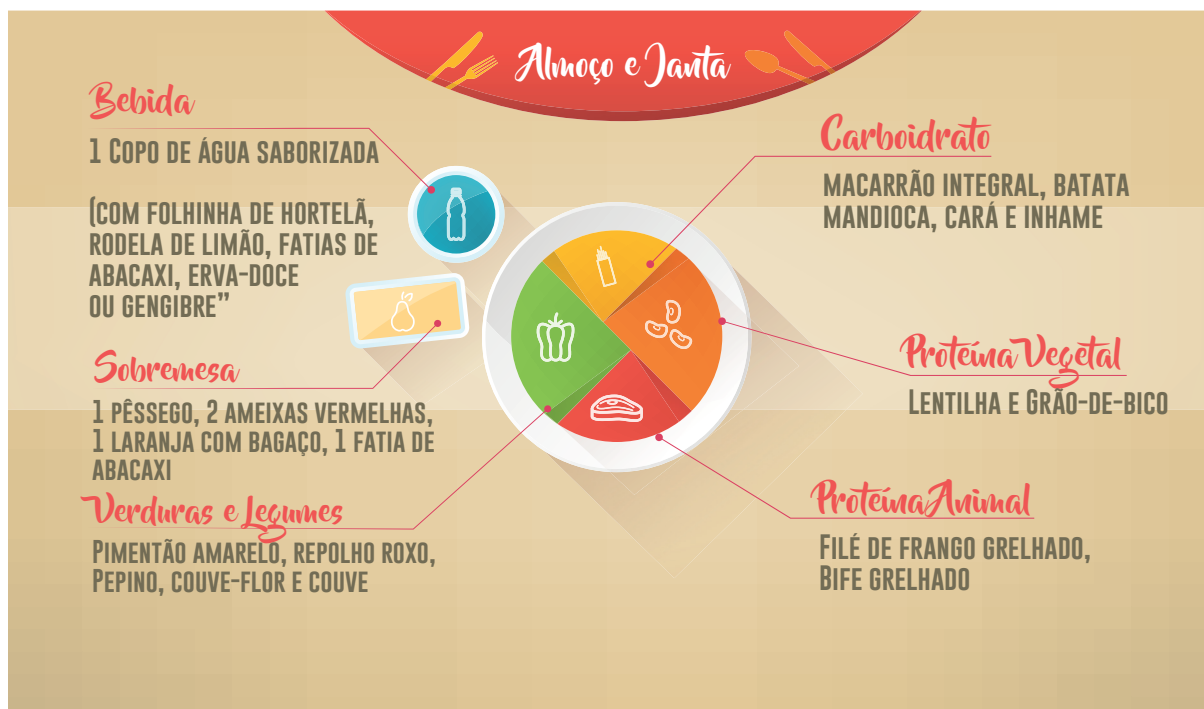 Almoço e Janta
Bebida
1 COPO DE ÁGUA SABORIZADA
(COM FOLHINHA DE HORTELÃ,
RODELA DE LIMÃO, FATIAS DE
ABACAXI, ERVA-DOCE
OU GENGIBRE”
Sobremesa
1 PÊSSEGO, 2 AMEIXAS VERMELHAS,
1 LARANJA COM BAGAÇO, 1 FATIA DE
ABACAXI
Verduras e Legumes
PIMENTÃO AMARELO, REPOLHO ROXO,
PEPINO, COUVE-FLOR E COUVE
Carboidrato
MACARRÃO INTEGRAL, BATATA
MANDIOCA, CARÁ E INHAME
Proteína Vegetal
LENTILHA E GRÃO-DE-BICO
Proteína Animal
FILÉ DE FRANGO GRELHADO,
BIFE GRELHADO